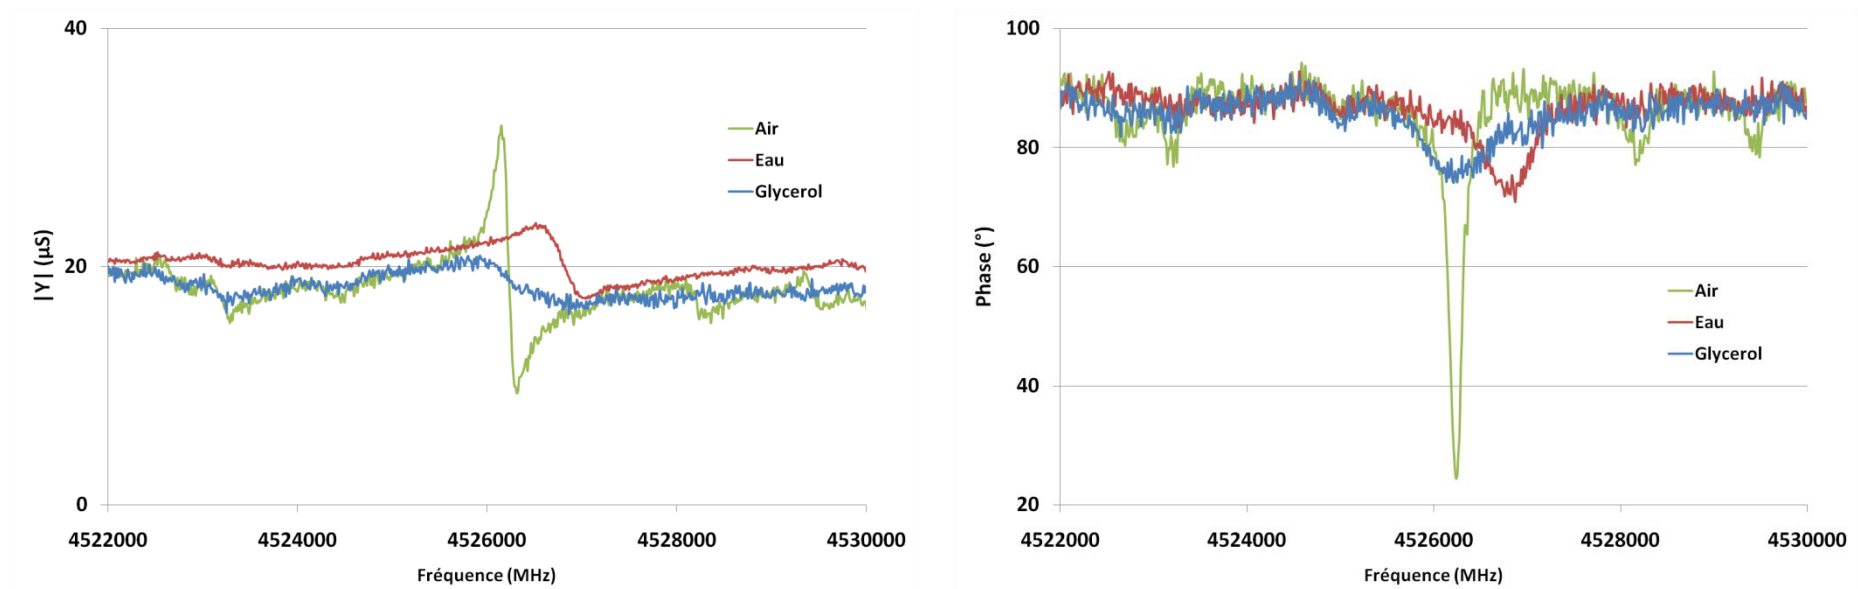 40
20
0
|Y| (µS)
Air
Eau
Glycerol
4522000 4524000 4526000 4528000 4530000
Fréquence (MHz)
100
80
60
40
20
Phase (°)
Air
Eau
Glycerol
4522000 4524000 4526000 4528000 4530000
Fréquence (MHz)